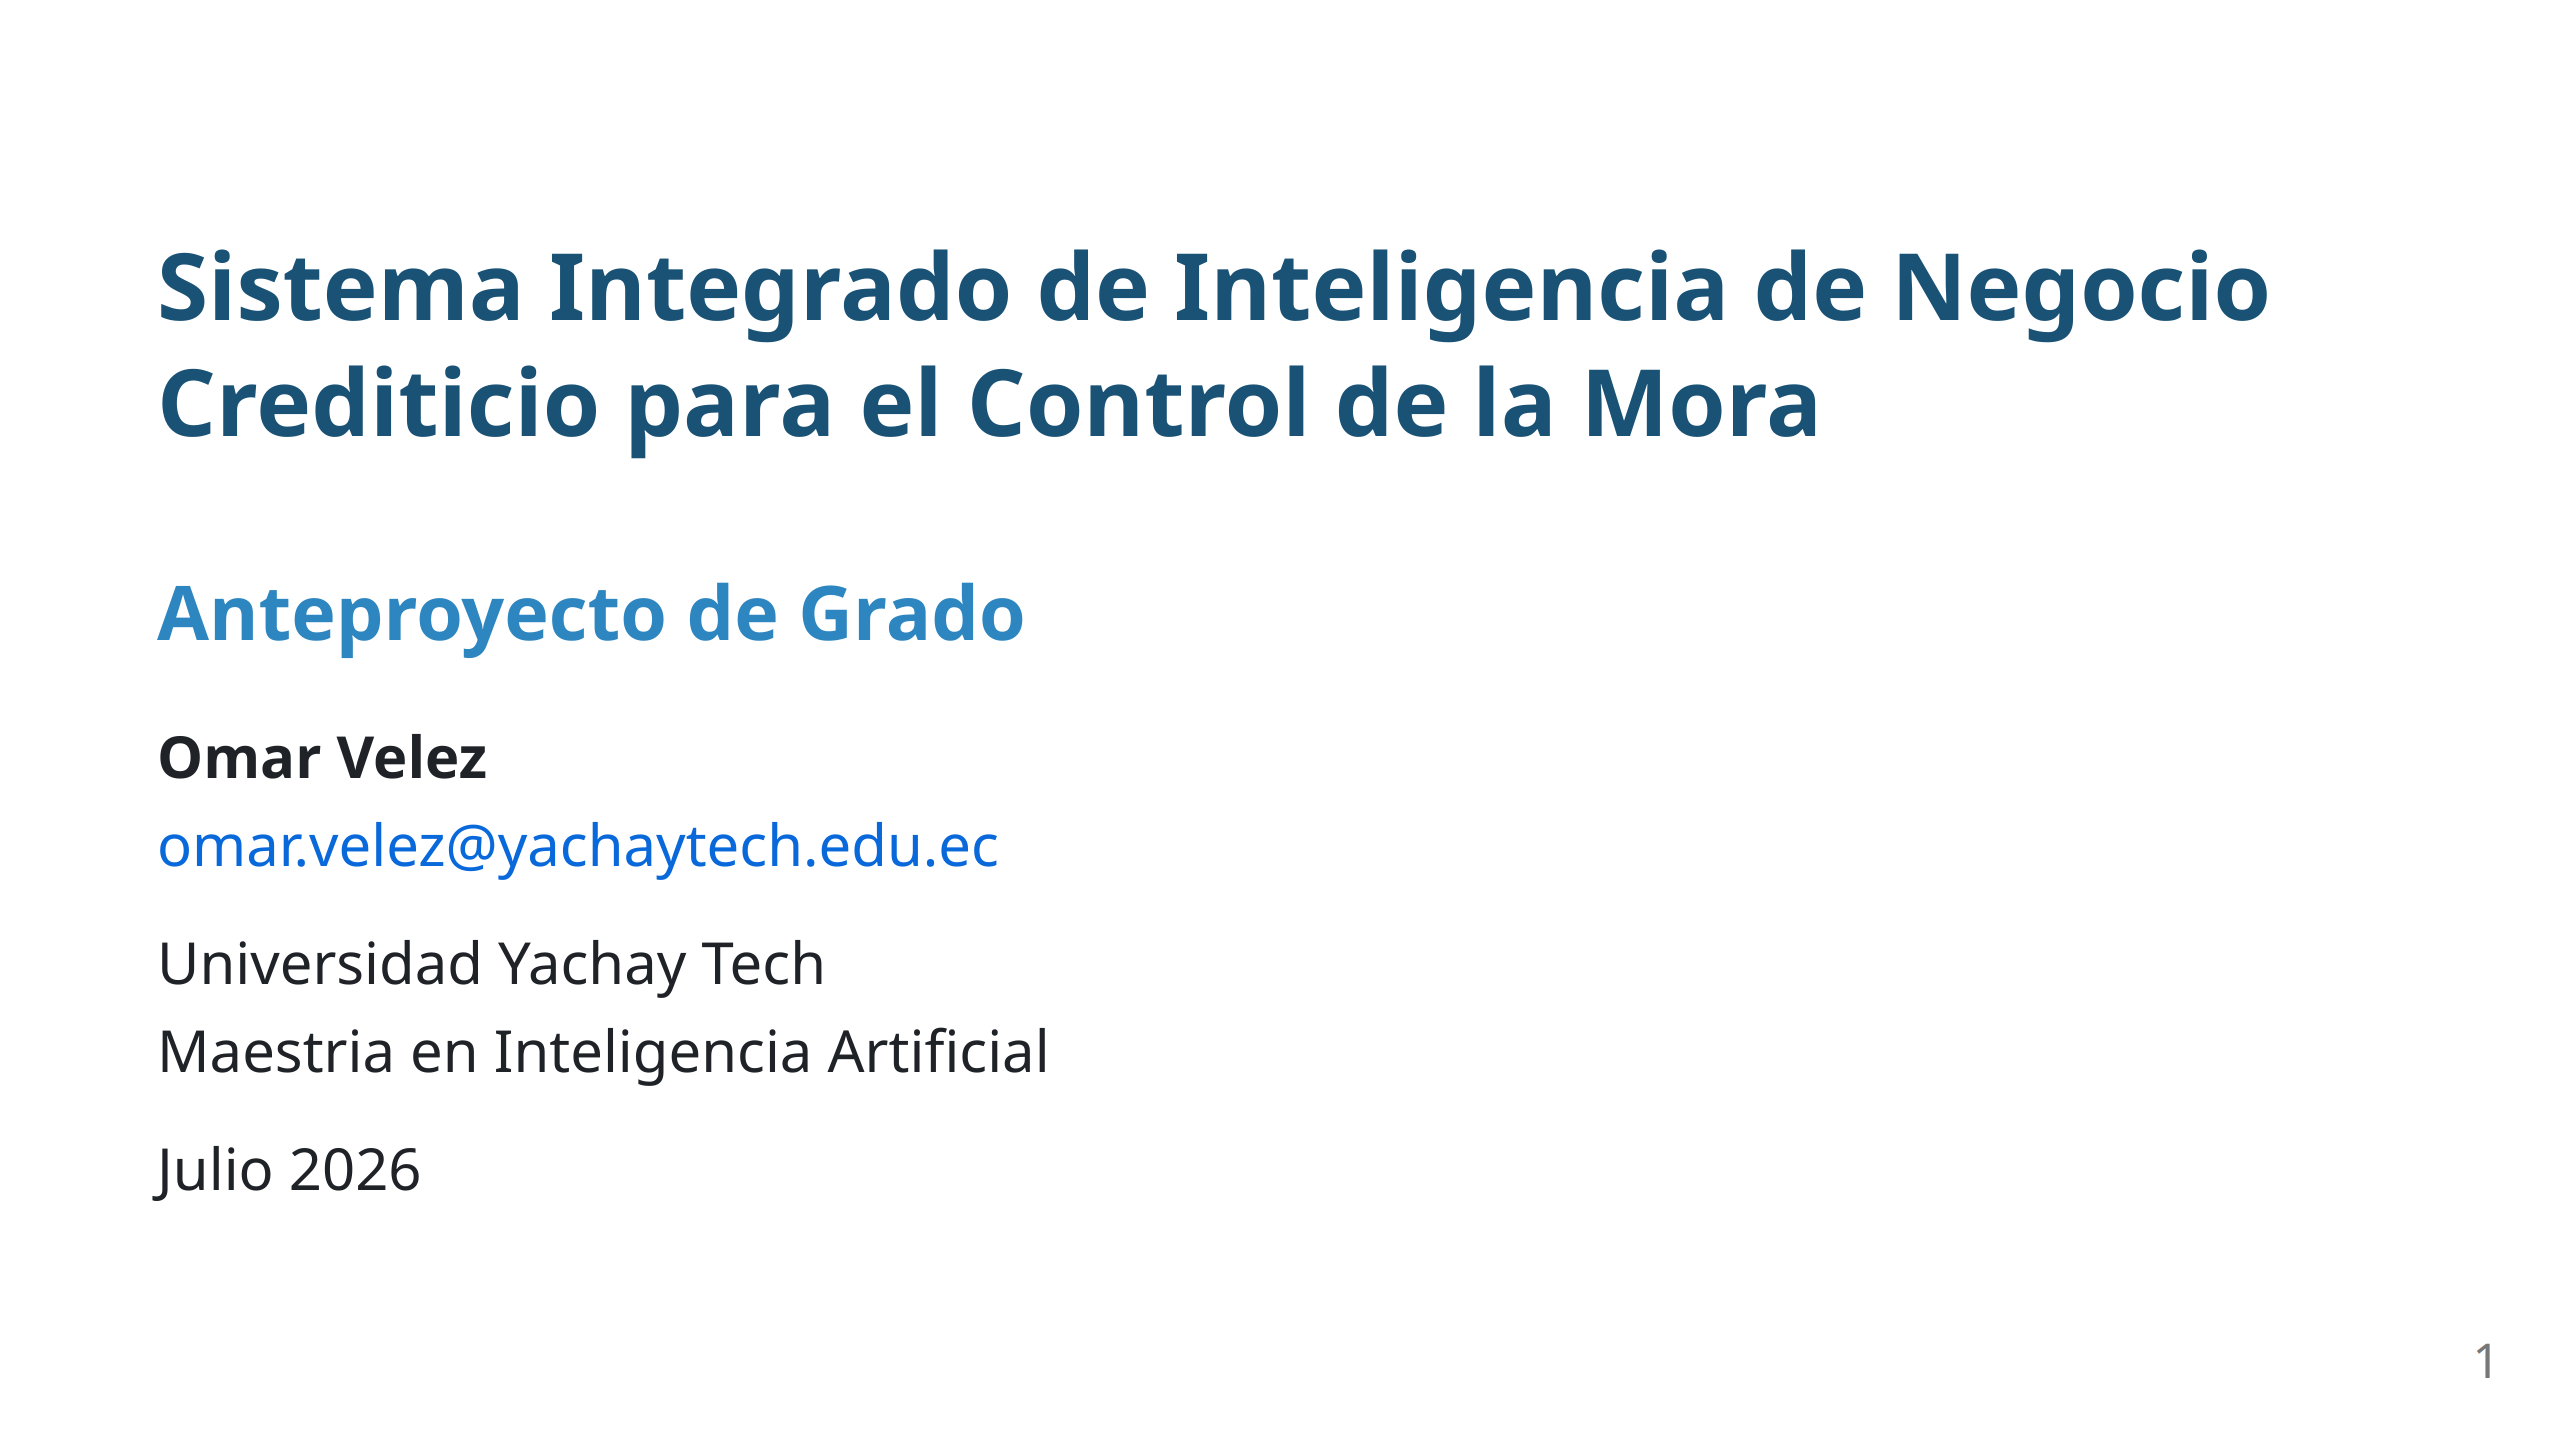 Sistema Integrado de Inteligencia de Negocio
Crediticio para el Control de la Mora
Anteproyecto de Grado
Omar Velez
omar.velez@yachaytech.edu.ec
Universidad Yachay Tech
Maestria en Inteligencia Artificial
Julio 2026
1